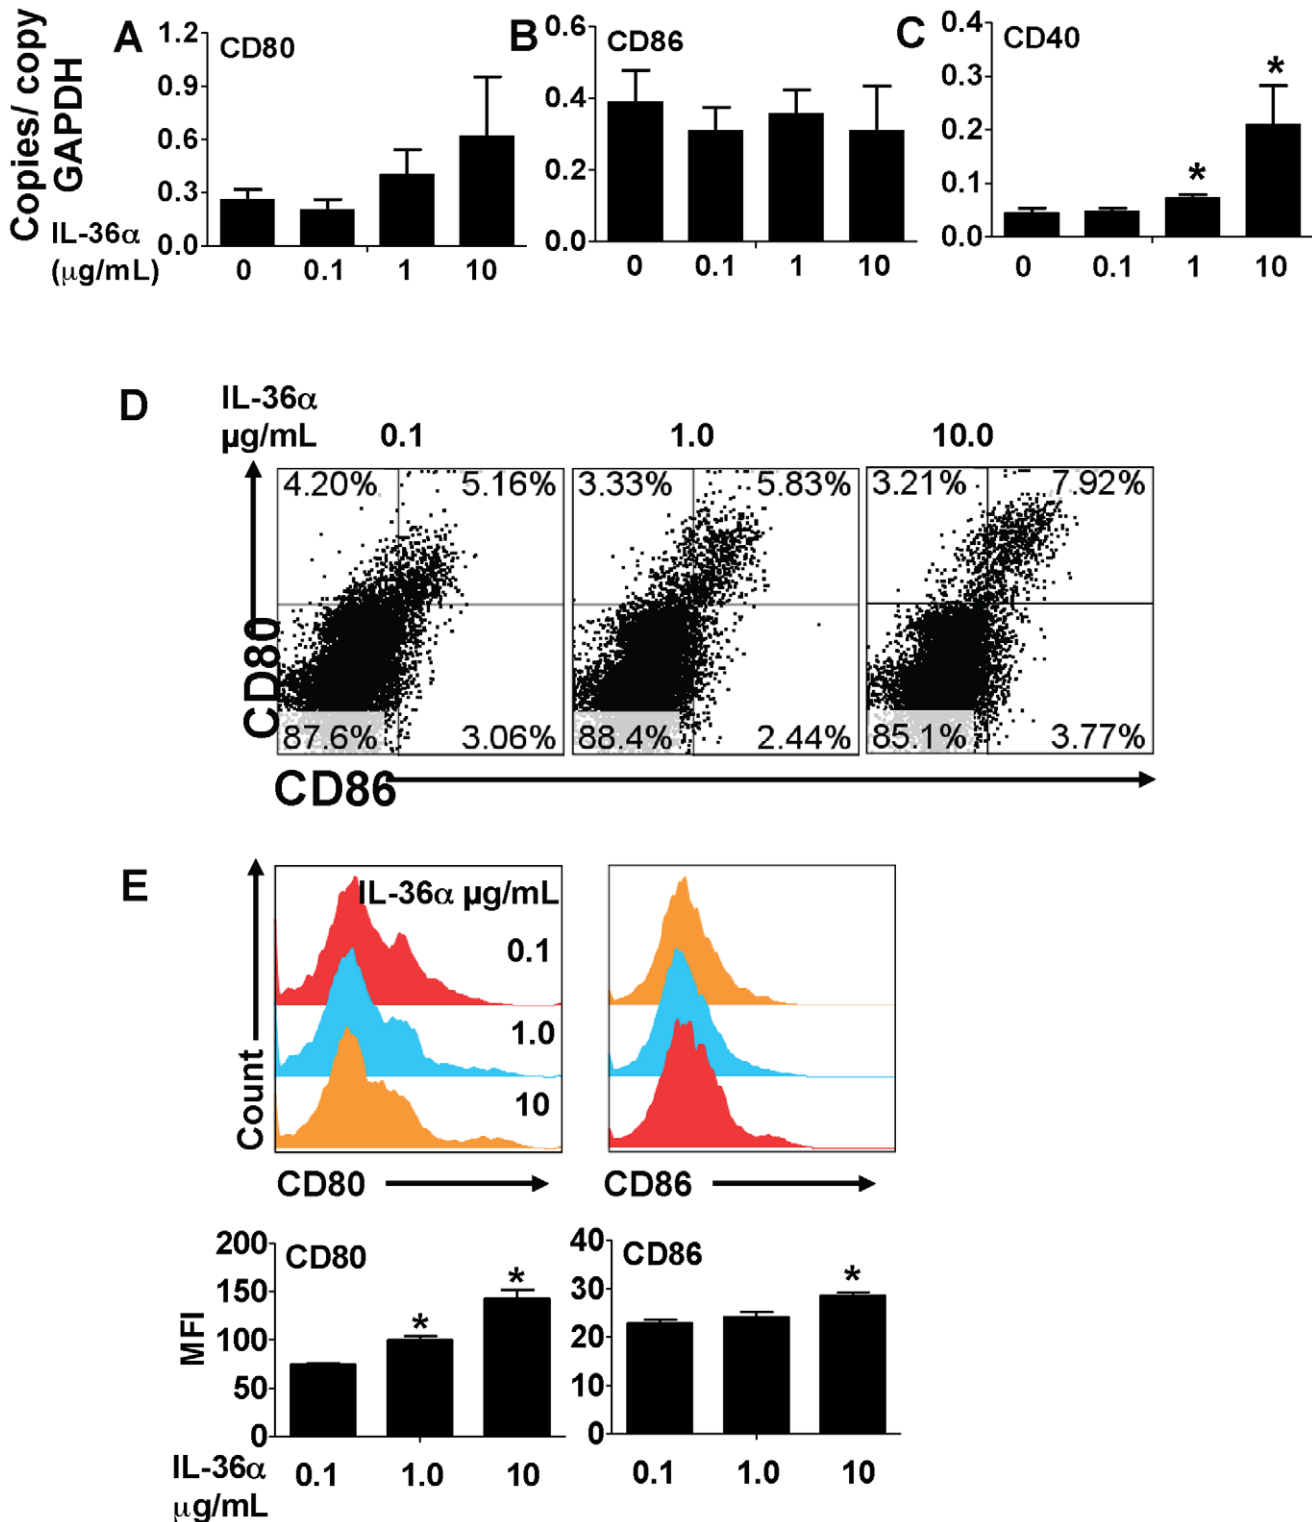 A
CD80
1.2
0.9
0.6
0.3
0.0
Copies/ copy
GAPDH
IL-36α
(μg/mL)
0 0.1 1 10
B
CD86
0.6
0.4
0.2
0.0
0 0.1 1 10
C
CD40
0.4
0.3
0.2
0.1
0.0
* *
0 0.1 1 10
D
IL-36α
μg/mL 0.1 1.0 10.0
4.20% 5.16% 3.33% 5.83% 3.21% 7.92%
87.6% 3.06% 88.4% 2.44% 85.1% 3.77%
CD80
CD86
E
IL-36α μg/mL
0.1
1.0
10
Count
CD80 CD86
200
150
100
50
0
CD80
* *
MFI
IL-36α
μg/mL
0.1 1.0 10
40
30
20
10
0
CD86
*
0.1 1.0 10